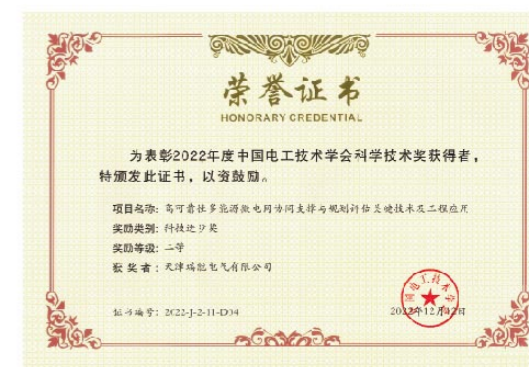 荣誉证书
HONORARY CREDENTIAL
为表彰2022年度中国电工技术学会科学技术奖获得者，
特颁发此证书，以资鼓励。
项目名称：高可靠性多能源微电网协同支撑与规划评估关键技术及工程应用
奖励类别：科技进步奖
奖励等级：二等
获奖者：天津瑞能电气有限公司
证书编号：2022-J-2-11-D04
2022年12月12日